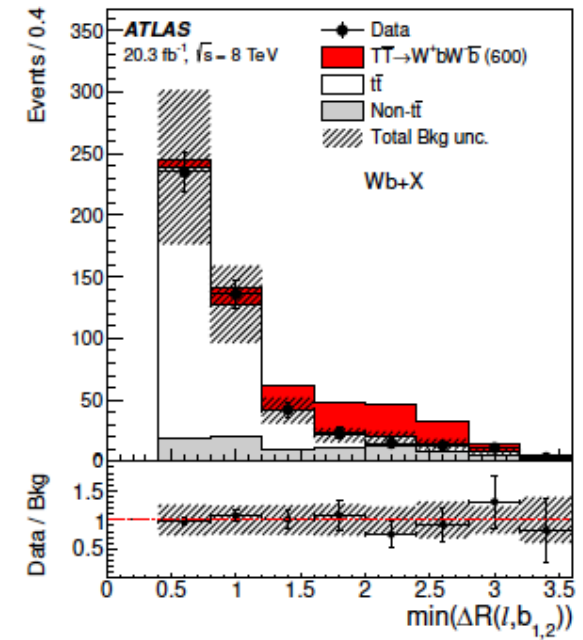 ATLAS
20.3 fb⁻¹, √s = 8 TeV
Data
TT̄→W⁺bW⁻b̄ (600)
tt̄
Non-tt̄
Total Bkg unc.
Wb+X
Events / 0.4
350
300
250
200
150
100
50
0
Data / Bkg
1.5
1
0.5
0 0.5 1 1.5 2 2.5 3 3.5
min(ΔR(l,b₁,₂))